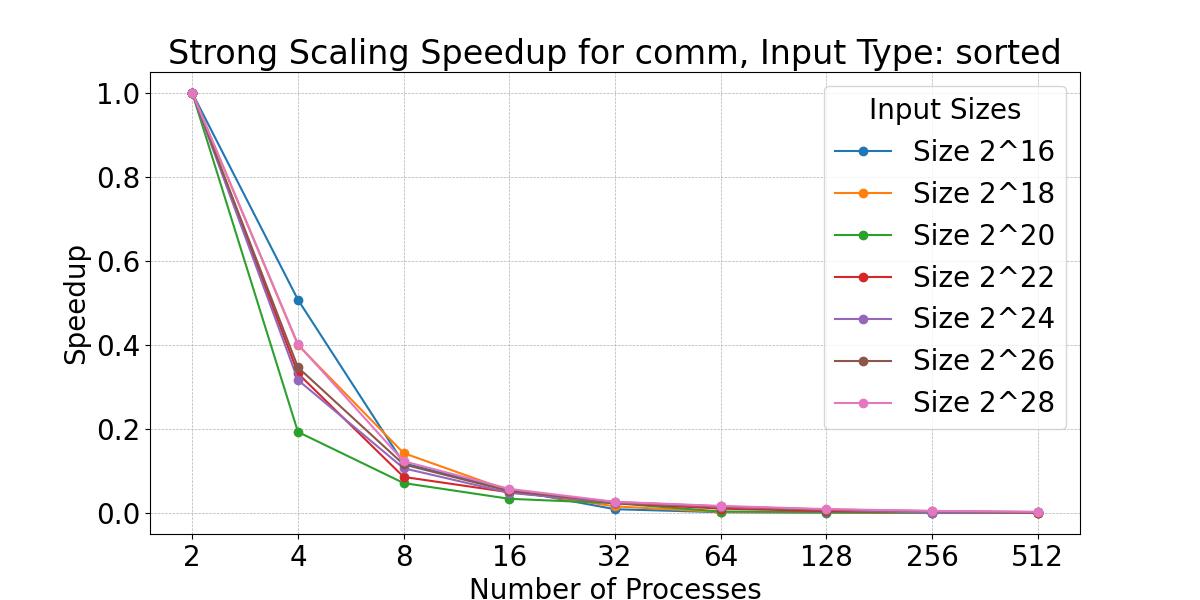 Strong Scaling Speedup for comm, Input Type: sorted
Speedup
1.0
0.8
0.6
0.4
0.2
0.0
Input Sizes
Size 2^16
Size 2^18
Size 2^20
Size 2^22
Size 2^24
Size 2^26
Size 2^28
2 4 8 16 32 64 128 256 512
Number of Processes